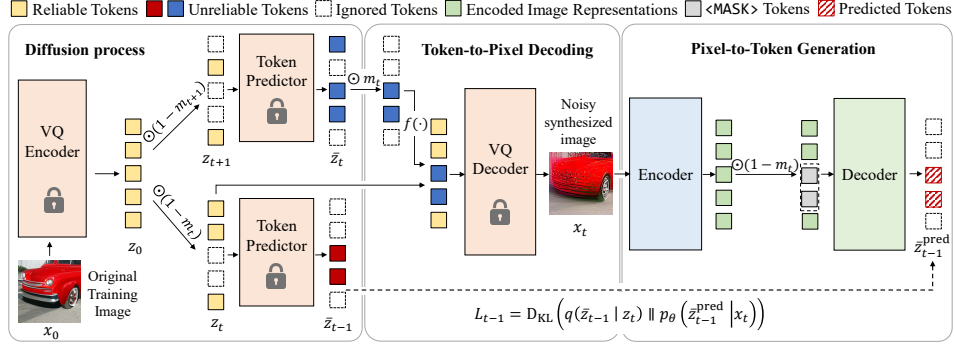 Reliable Tokens Unreliable Tokens Ignored Tokens Encoded Image Representations <MASK> Tokens Predicted Tokens
Diffusion process
VQ
Encoder
z_0
x_0
Original
Training
Image
⊙(1 − m_{t+1})
⊙(1 − m_t)
z_{t+1}
Token
Predictor
z̄_t
⊙ m_t
z_t
Token
Predictor
z̄_{t−1}
Token-to-Pixel Decoding
f(·)
VQ
Decoder
Noisy
synthesized
image
x_t
Pixel-to-Token Generation
Encoder
⊙(1 − m_t)
Decoder
z̄_{t−1}^{pred}
L_{t−1} = D_{KL} (q(z̄_{t−1} | z_t) ∥ p_θ (z̄_{t−1}^{pred} | x_t))